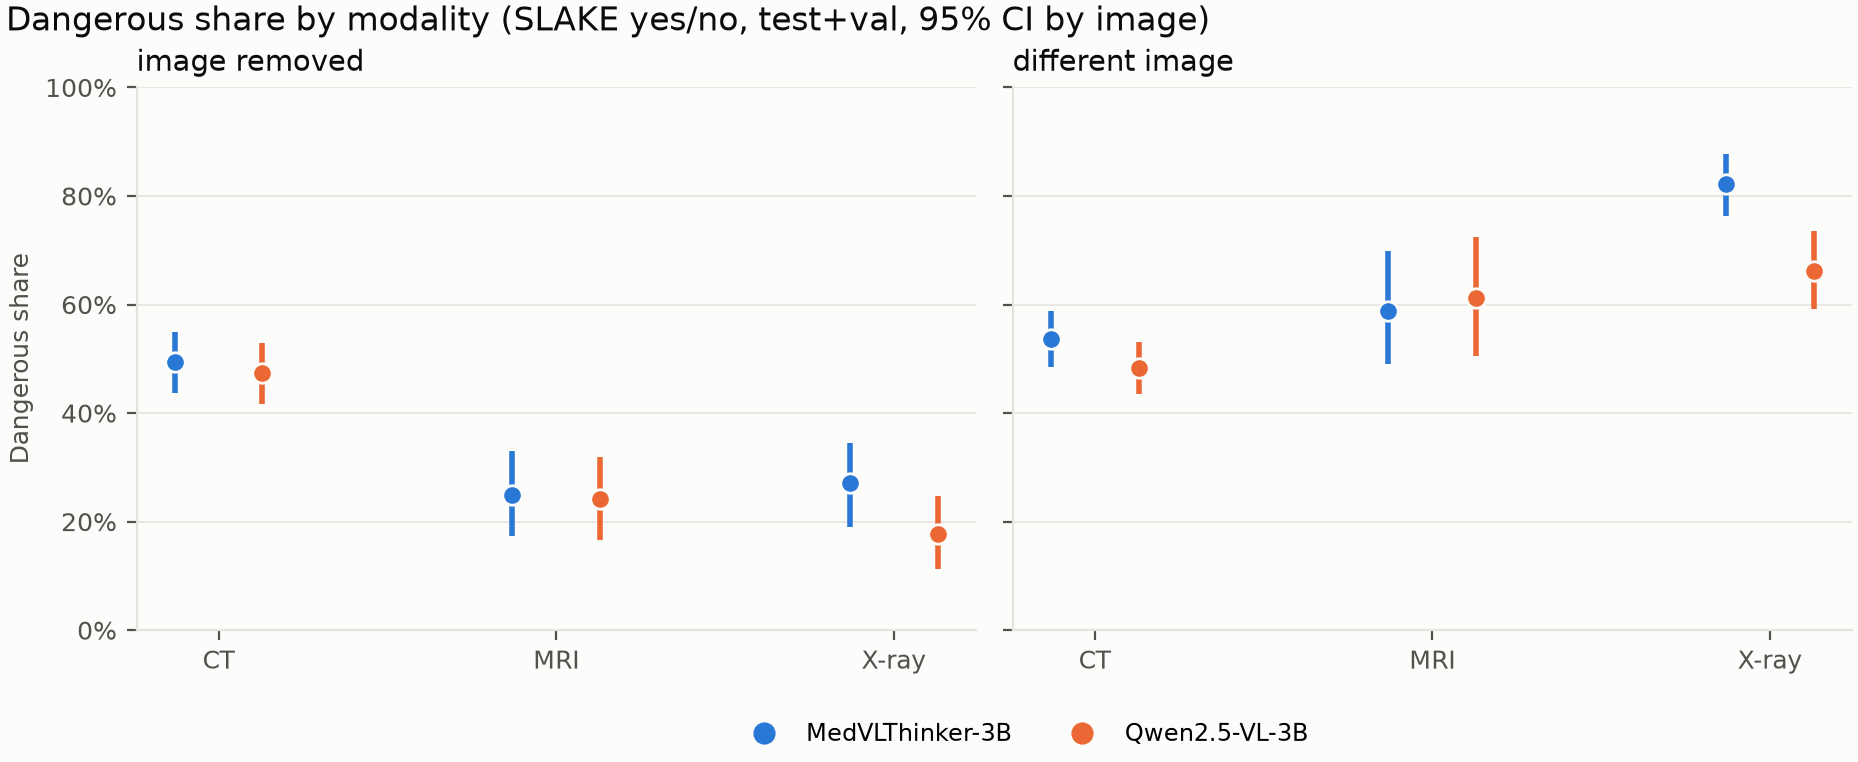 Dangerous share by modality (SLAKE yes/no, test+val, 95% CI by image)
image removed
different image
Dangerous share
100%
80%
60%
40%
20%
0%
CT
MRI
X-ray
CT
MRI
X-ray
MedVLThinker-3B
Qwen2.5-VL-3B